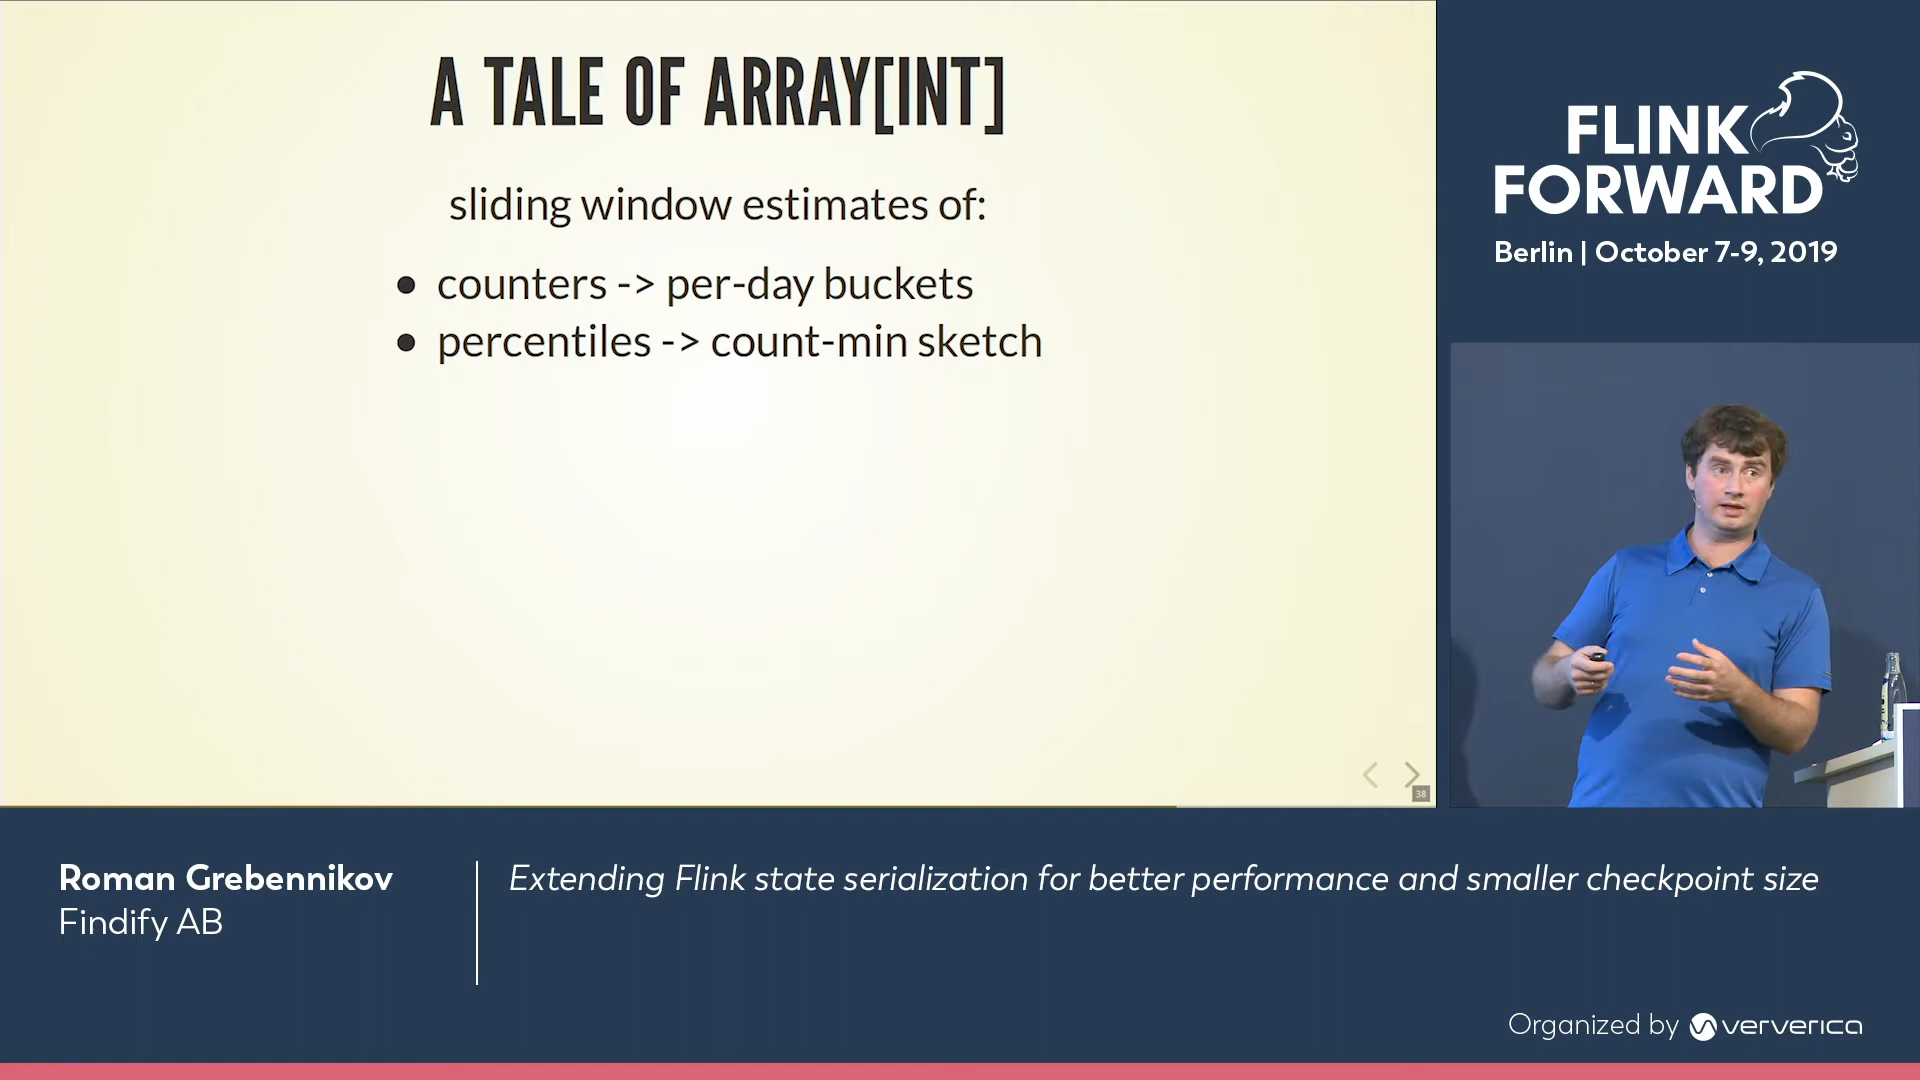 A TALE OF ARRAY[INT]
sliding window estimates of:
• counters -> per-day buckets
• percentiles -> count-min sketch
38
FLINK
FORWARD
Berlin | October 7-9, 2019
Roman Grebennikov
Findify AB
Extending Flink state serialization for better performance and smaller checkpoint size
Organized by ververica